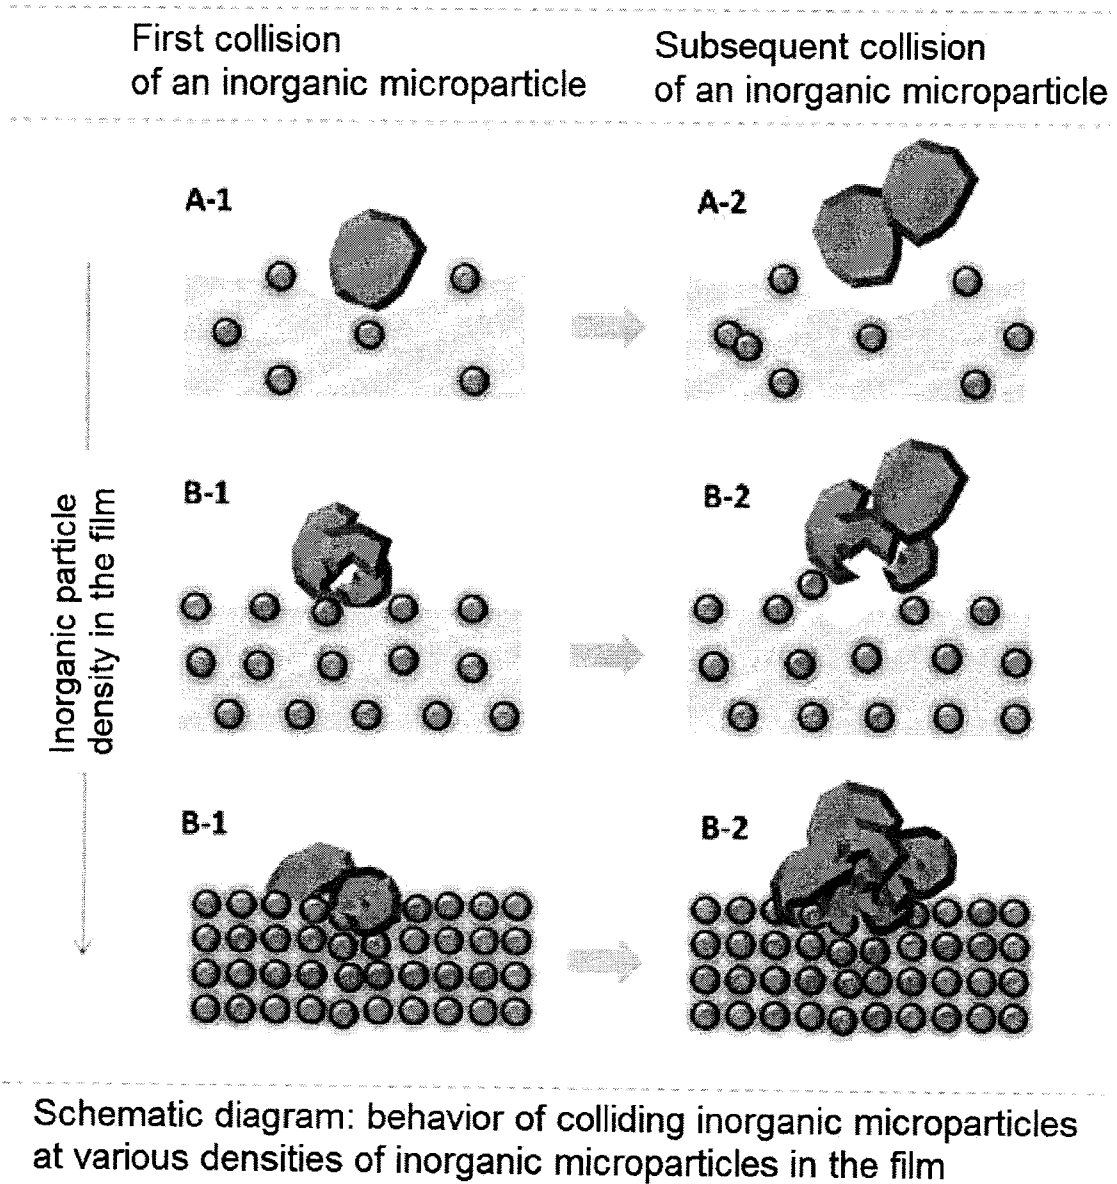 First collision
of an inorganic microparticle
Subsequent collision
of an inorganic microparticle
A-1
A-2
Inorganic particle
density in the film
B-1
B-2
B-1
B-2
Schematic diagram: behavior of colliding inorganic microparticles
at various densities of inorganic microparticles in the film